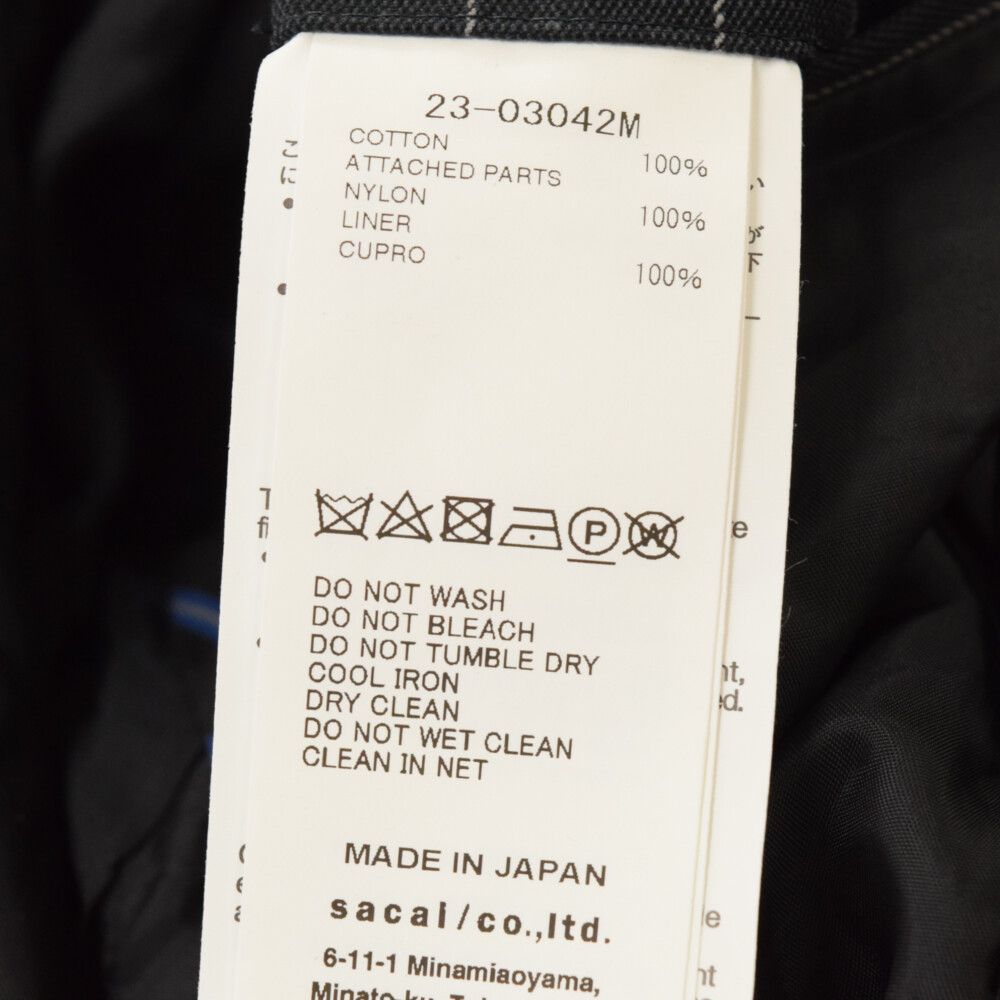 23-03042M
COTTON 100%
ATTACHED PARTS
NYLON 100%
LINER
CUPRO 100%
P W
DO NOT WASH
DO NOT BLEACH
DO NOT TUMBLE DRY
COOL IRON
DRY CLEAN
DO NOT WET CLEAN
CLEAN IN NET
MADE IN JAPAN
sacai/co.,ltd.
6-11-1 Minamiaoyama,
Minato-ku,